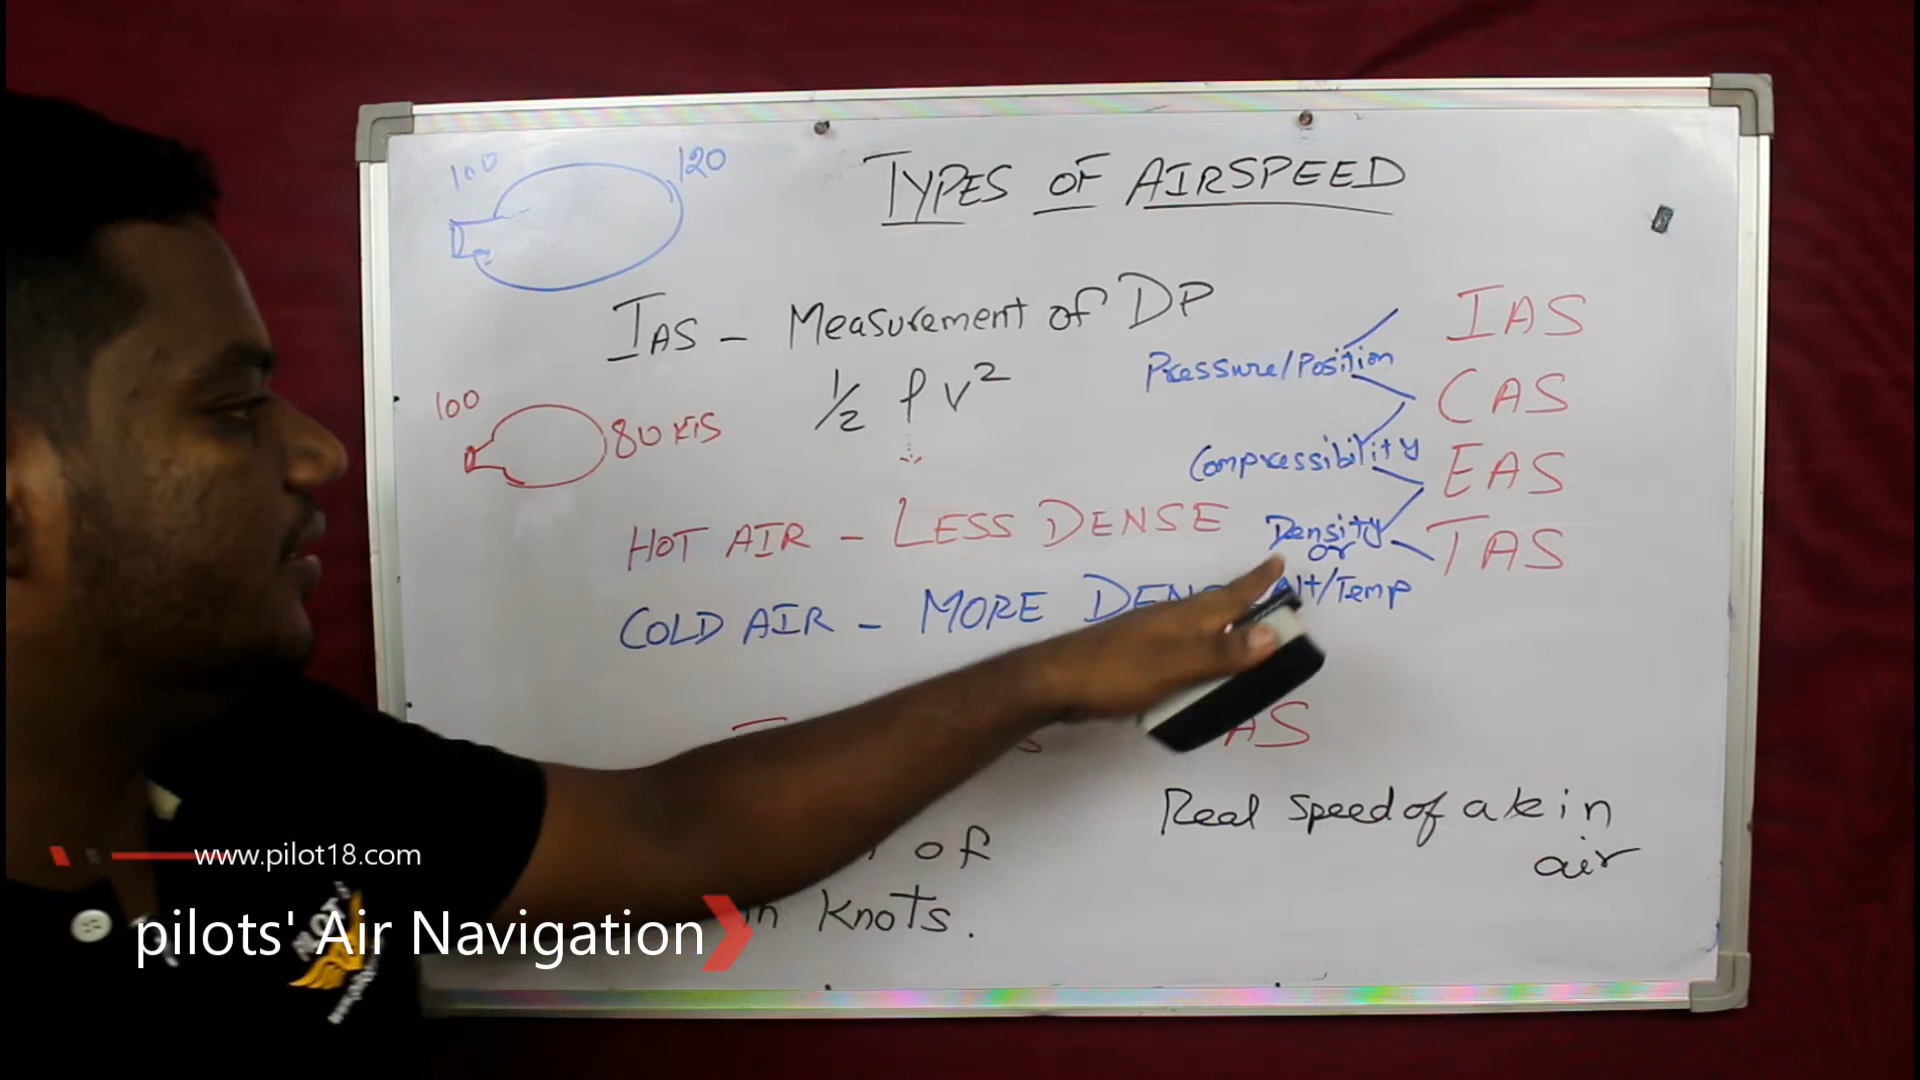 TYPES OF AIRSPEED
100
120
IAS - Measurement of DP
½ ρ v²
100
80 KTS
HOT AIR - LESS DENSE
COLD AIR - MORE
IAS
Pressure/Position
CAS
Compressibility
EAS
Density
or
Alt/Temp
TAS
Real speed of a/c in
air
of
in knots.
www.pilot18.com
pilots' Air Navigation